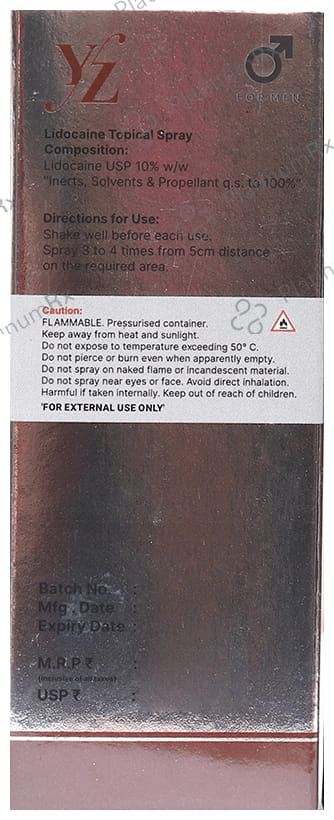 YZ
FOR MEN
Lidocaine Topical Spray
Composition:
Lidocaine USP 10% w/w
"Inerts, Solvents & Propellant q.s. to 100%"
Directions for Use:
Shake well before each use.
Spray 3 to 4 times from 5cm distance
on the required area.
Caution:
FLAMMABLE. Pressurised container.
Keep away from heat and sunlight.
Do not expose to temperature exceeding 50° C.
Do not pierce or burn even when apparently empty.
Do not spray on naked flame or incandescent material.
Do not spray near eyes or face. Avoid direct inhalation.
Harmful if taken internally. Keep out of reach of children.
'FOR EXTERNAL USE ONLY'
Batch No. :
Mfg . Date :
Expiry Date :
M.R.P ₹ :
(Inclusive of all taxes)
USP ₹ :